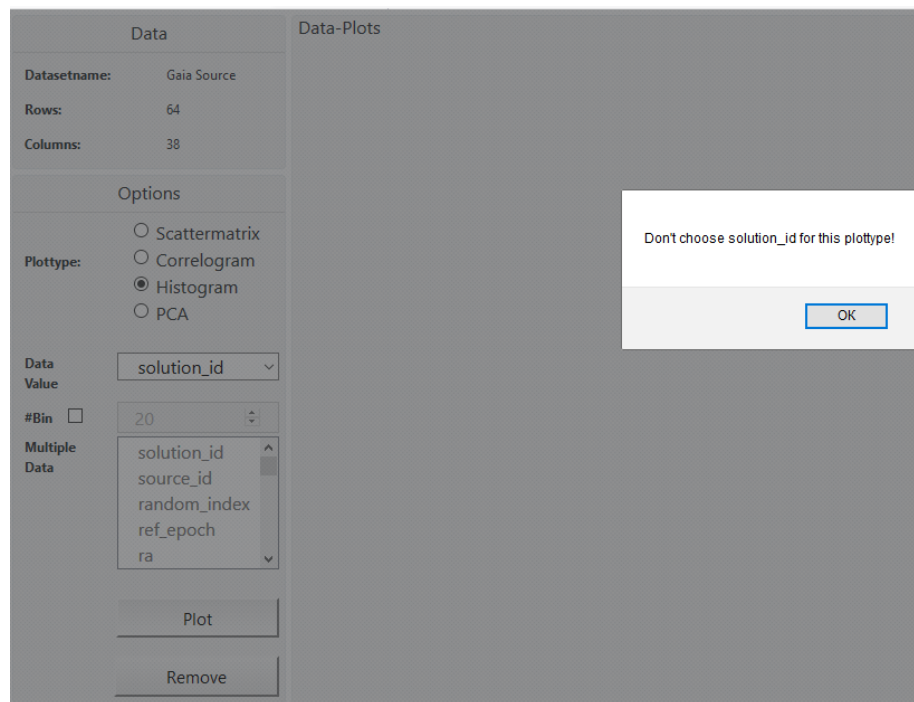 Data
Datasetname: Gaia Source
Rows: 64
Columns: 38
Options
Plottype:
Scattermatrix
Correlogram
Histogram
PCA
Data Value
solution_id
#Bin
20
Multiple Data
solution_id
source_id
random_index
ref_epoch
ra
Plot
Remove
Data-Plots
Don't choose solution_id for this plottype!
OK